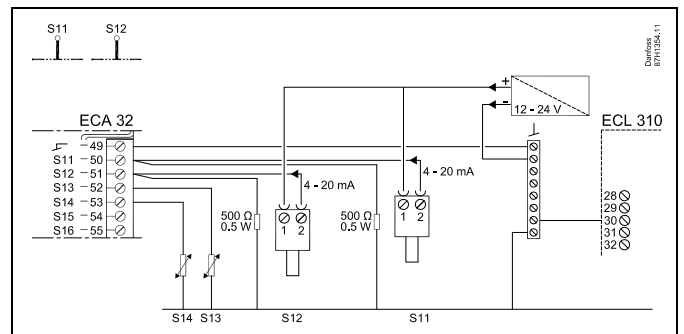 S11 S12
Danfoss
87H1354.11
+
-
12 - 24 V
ECA 32
ECL 310
49
S11 - 50
S12 - 51
S13 - 52
S14 - 53
S15 - 54
S16 - 55
4 - 20 mA
4 - 20 mA
500 Ω
0.5 W
1 2
500 Ω
0.5 W
1 2
28
29
30
31
32
S14 S13 S12 S11